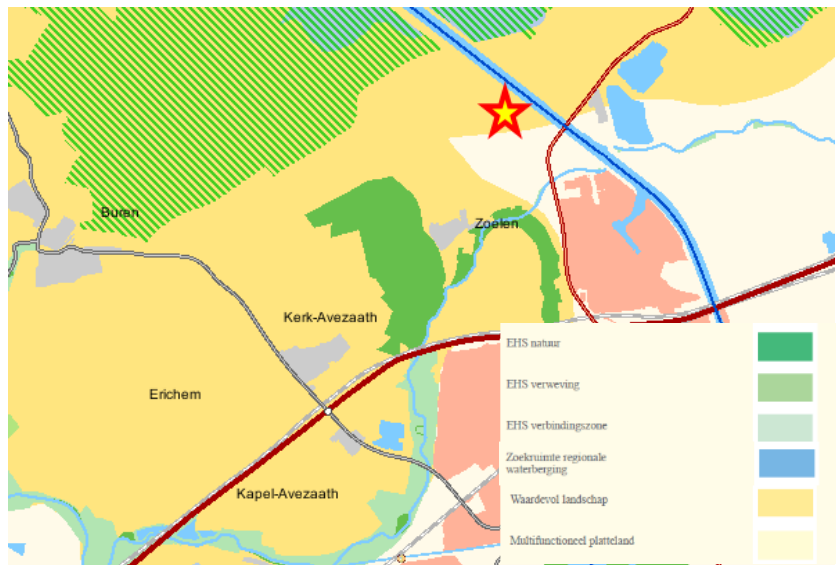 Buren
Zoelen
Kerk-Avezaath
Erichem
Kapel-Avezaath
EHS natuur
EHS verweving
EHS verbindingszone
Zoekruimte regionale
waterberging
Waardevol landschap
Multifunctioneel platteland